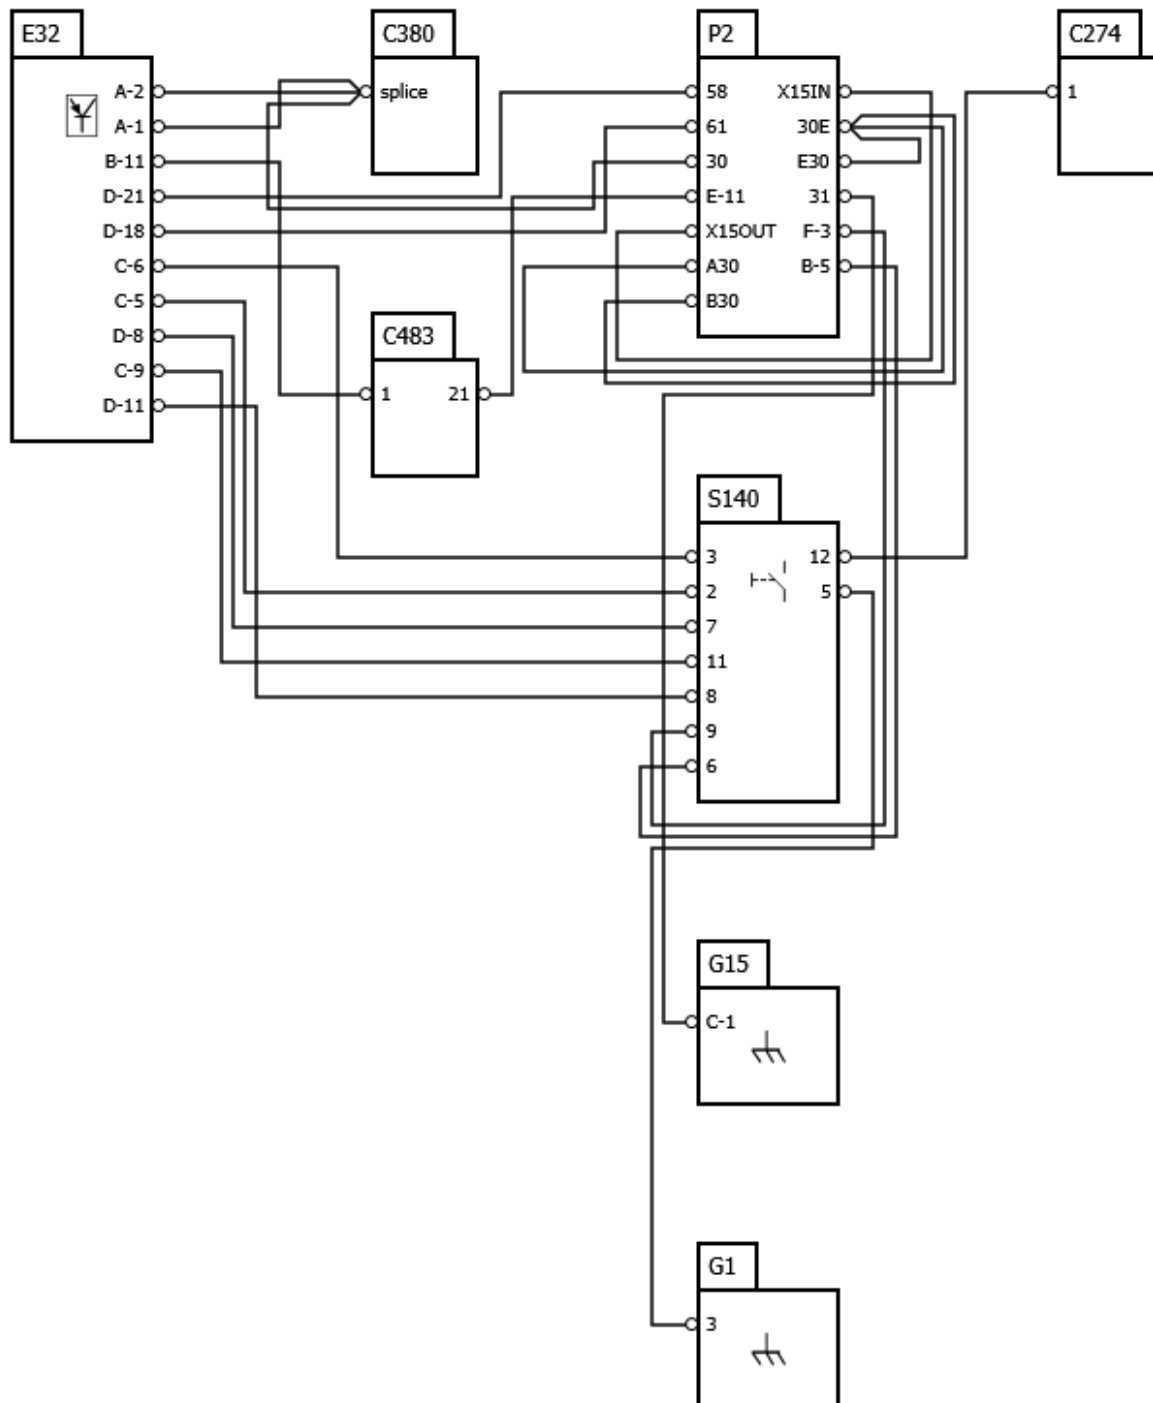 E32
A-2
A-1
B-11
D-21
D-18
C-6
C-5
D-8
C-9
D-11
C380
splice
C483
1 21
P2
58 X15IN
61 30E
30 E30
E-11 31
X15OUT F-3
A30 B-5
B30
C274
1
S140
3 12
2 5
7
11
8
9
6
G15
C-1
G1
3